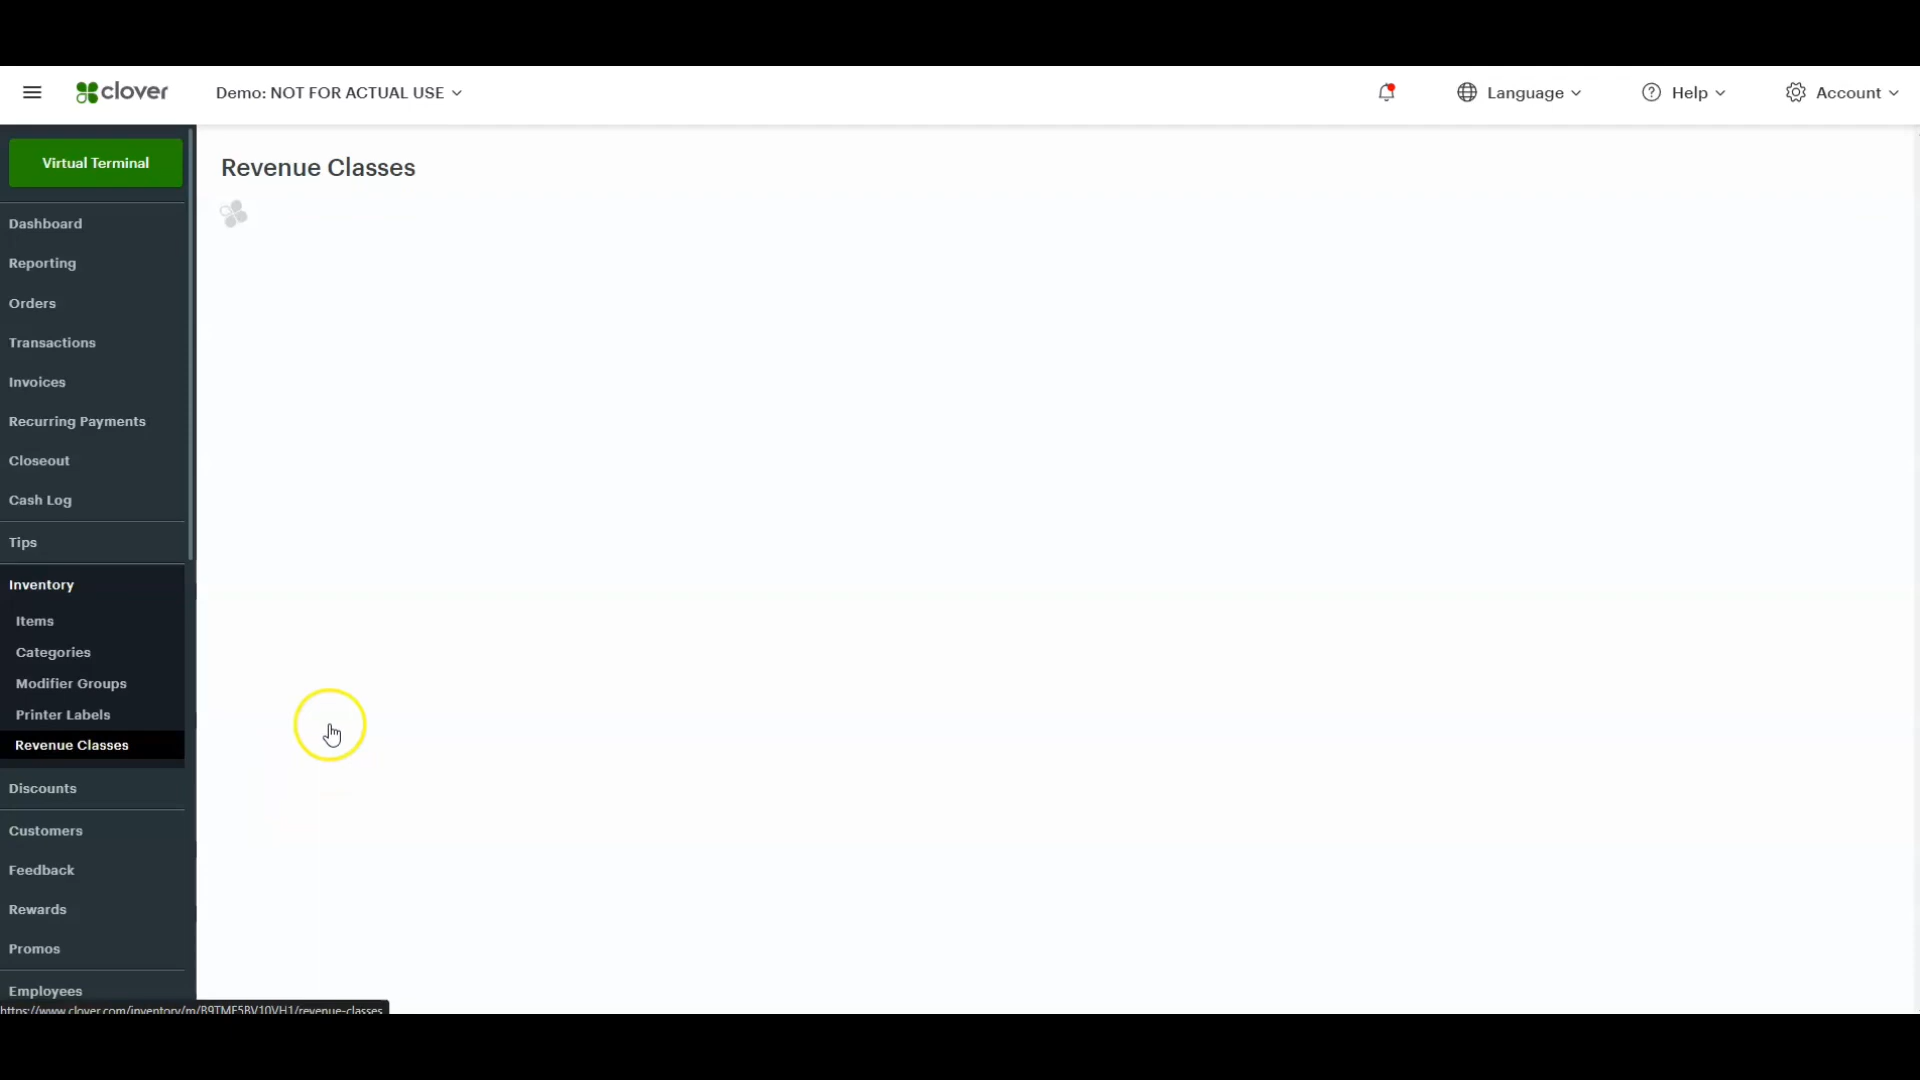 clover
Demo: NOT FOR ACTUAL USE
Language
Help
Account
Virtual Terminal
Dashboard
Reporting
Orders
Transactions
Invoices
Recurring Payments
Closeout
Cash Log
Tips
Inventory
Items
Categories
Modifier Groups
Printer Labels
Revenue Classes
Discounts
Customers
Feedback
Rewards
Promos
Employees
Revenue Classes
https://www.clover.com/inventory/m/B9TMF5BV10VH1/revenue-classes